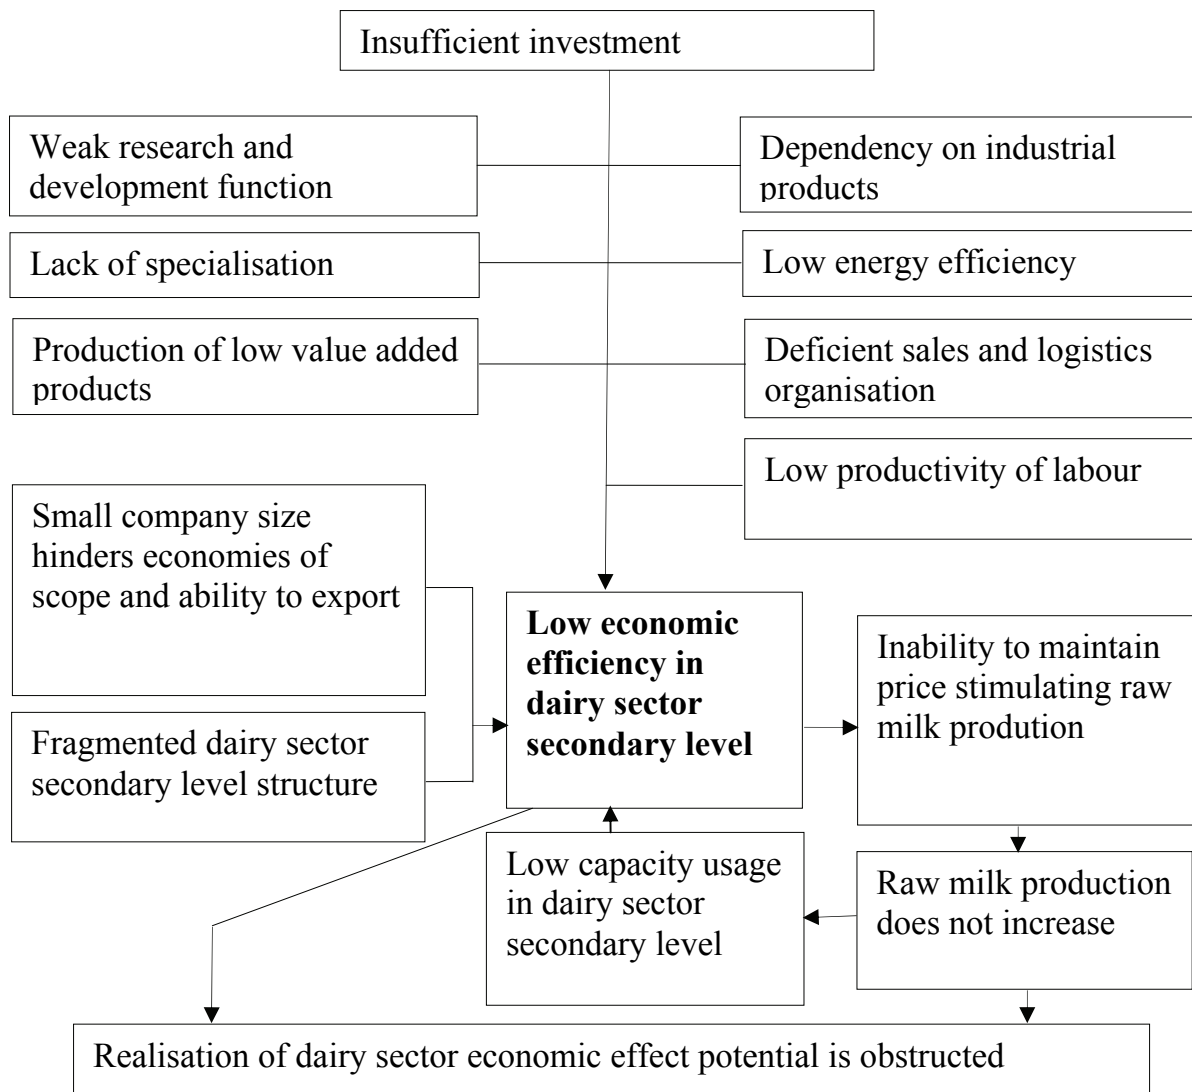 Insufficient investment
Weak research and
development function
Dependency on industrial
products
Lack of specialisation
Low energy efficiency
Production of low value added
products
Deficient sales and logistics
organisation
Low productivity of labour
Small company size
hinders economies of
scope and ability to export
Low economic
efficiency in
dairy sector
secondary level
Inability to maintain
price stimulating raw
milk prodution
Fragmented dairy sector
secondary level structure
Low capacity usage
in dairy sector
secondary level
Raw milk production
does not increase
Realisation of dairy sector economic effect potential is obstructed